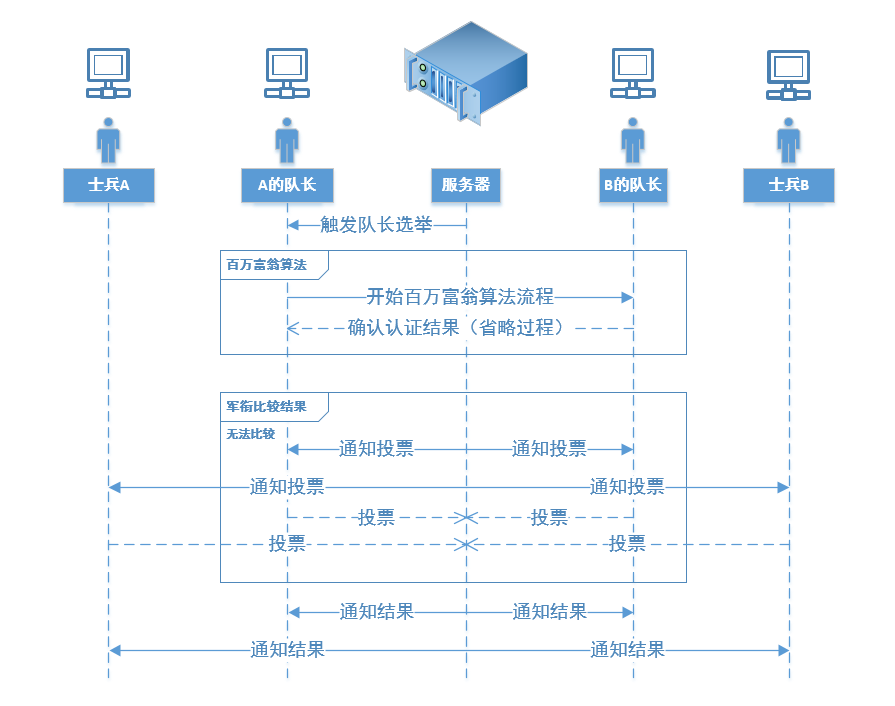 士兵A
A的队长
服务器
B的队长
士兵B
触发队长选举
百万富翁算法
开始百万富翁算法流程
确认认证结果（省略过程）
军衔比较结果
无法比较
通知投票
通知投票
通知投票
通知投票
投票
投票
投票
投票
通知结果
通知结果
通知结果
通知结果